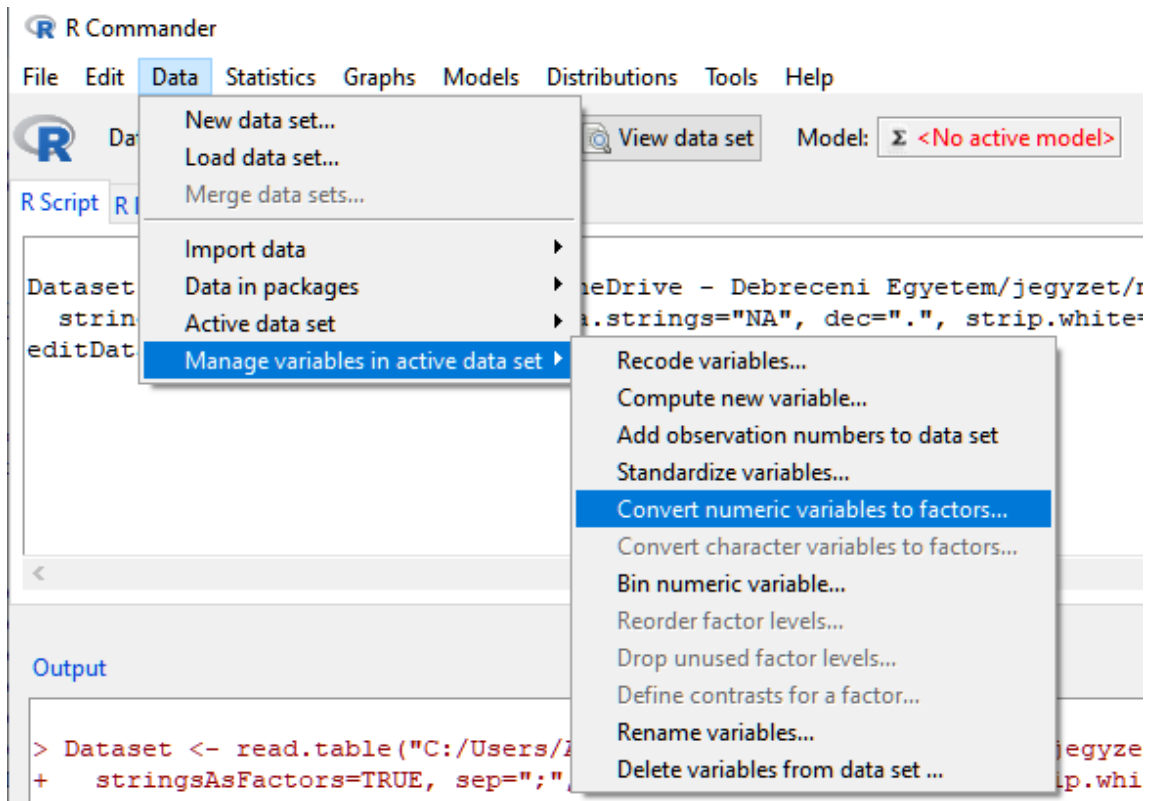 R Commander
File Edit Data Statistics Graphs Models Distributions Tools Help
R View data set Model: Σ <No active model>
New data set...
Load data set...
Merge data sets...
Import data
Data in packages
Active data set
Manage variables in active data set
R Script
Dataset - Debreceni Egyetem/jegyzet/
.strings="NA", dec=".", strip.white=
Recode variables...
Compute new variable...
Add observation numbers to data set
Standardize variables...
Convert numeric variables to factors...
Convert character variables to factors...
Bin numeric variable...
Reorder factor levels...
Drop unused factor levels...
Define contrasts for a factor...
Rename variables...
Delete variables from data set ...
Output
> Dataset <- read.table("C:/Users/
+ stringsAsFactors=TRUE, sep=";"